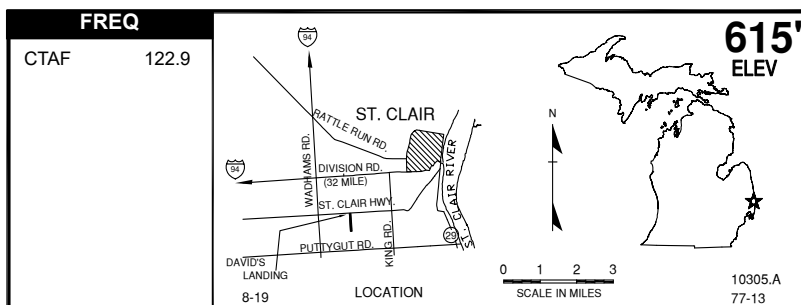 FREQ
CTAF 122.9
94
ST. CLAIR
RATTLE RUN RD.
WADHAMS RD.
94
DIVISION RD.
(32 MILE)
ST. CLAIR HWY.
ST. CLAIR RIVER
KING RD.
29
PUTTYGUT RD.
DAVID'S
LANDING
8-19
LOCATION
N
0 1 2 3
SCALE IN MILES
615'
ELEV
10305.A
77-13